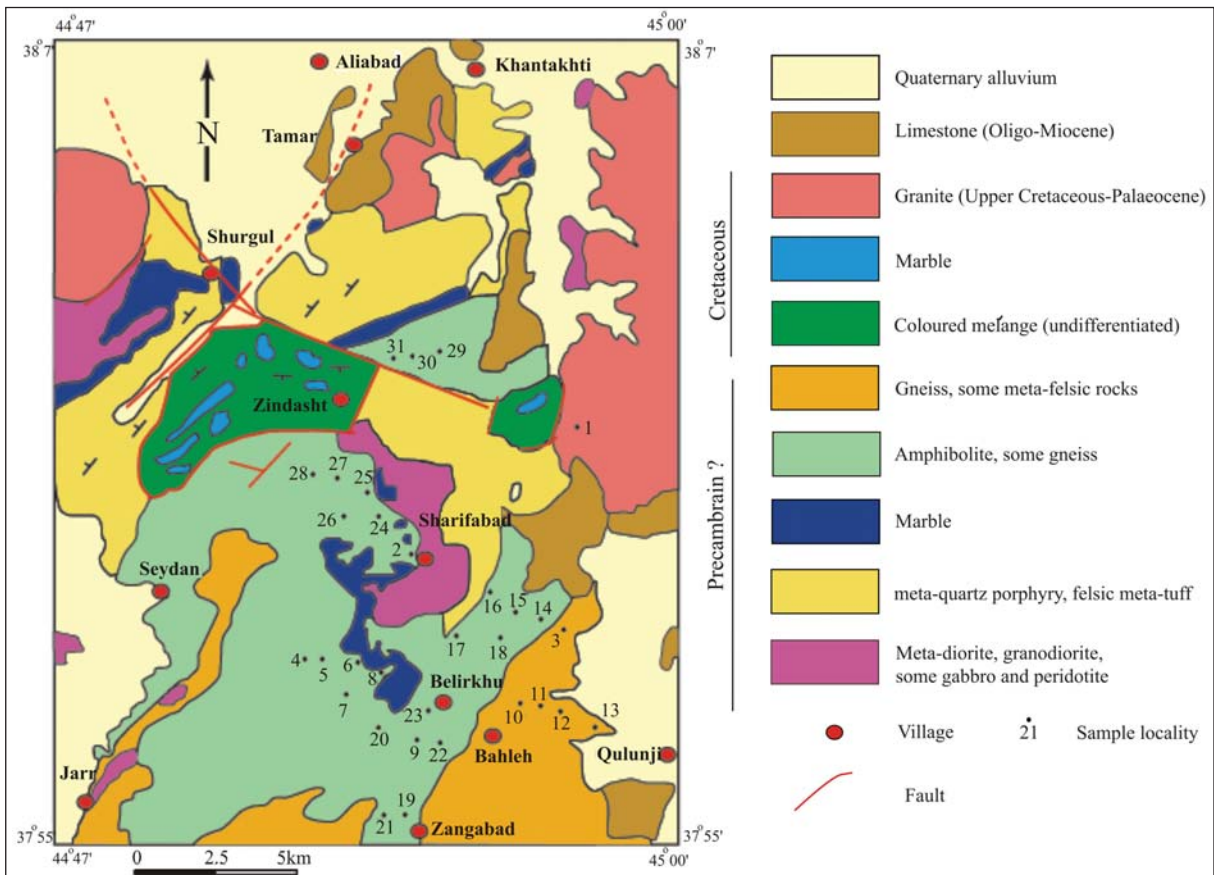 44°47'
45°00'
38°7'
38°7'
Aliabad
Khantakhti
N
Tamar
Shurgul
31
30
29
Zindasht
1
28
27
25
26
24
Sharifabad
2
Seydan
16
15
14
3
17
18
4
5
6
8
7
Belirkhu
23
10
11
12
13
20
9
22
Bahleh
Qulunji
Jarr
21
19
Zangabad
37°55'
37°55'
44°47'
45°00'
0 2.5 5km
Quaternary alluvium
Limestone (Oligo-Miocene)
Cretaceous
Granite (Upper Cretaceous-Palaeocene)
Marble
Coloured melange (undifferentiated)
Precambrain ?
Gneiss, some meta-felsic rocks
Amphibolite, some gneiss
Marble
meta-quartz porphyry, felsic meta-tuff
Meta-diorite, granodiorite,
some gabbro and peridotite
Village
21
Sample locality
Fault